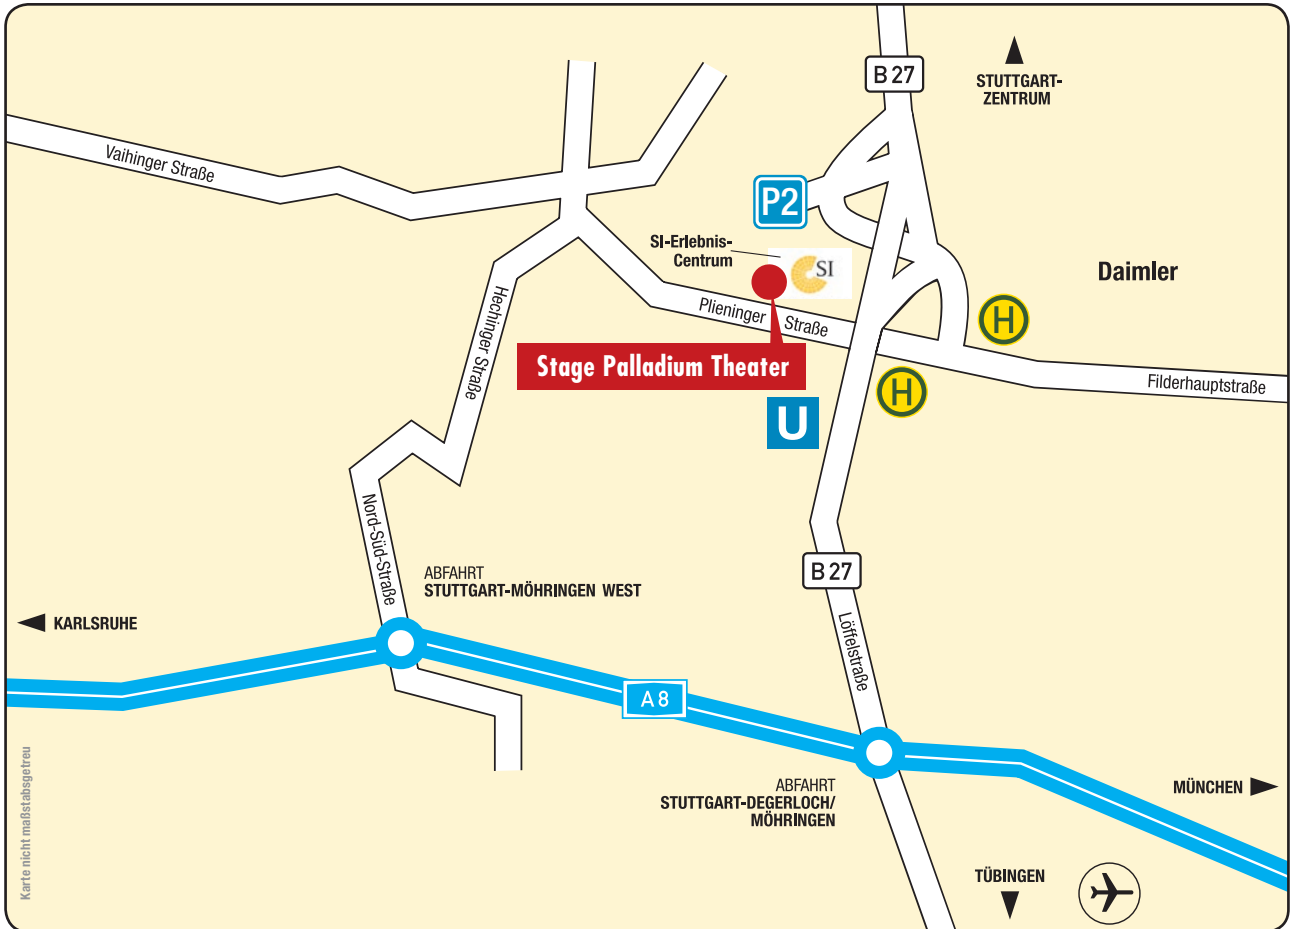 B 27
STUTTGART-
ZENTRUM
Vaihinger Straße
P2
SI-Erlebnis-
Centrum
SI
Daimler
Hechinger Straße
Plieninger Straße
H
Stage Palladium Theater
H
Filderhauptstraße
U
Nord-Süd-Straße
ABFAHRT
STUTTGART-MÖHRINGEN WEST
B 27
KARLSRUHE
Löffelstraße
A 8
ABFAHRT
STUTTGART-DEGERLOCH/
MÖHRINGEN
MÜNCHEN
TÜBINGEN
Karte nicht maßstabsgetreu